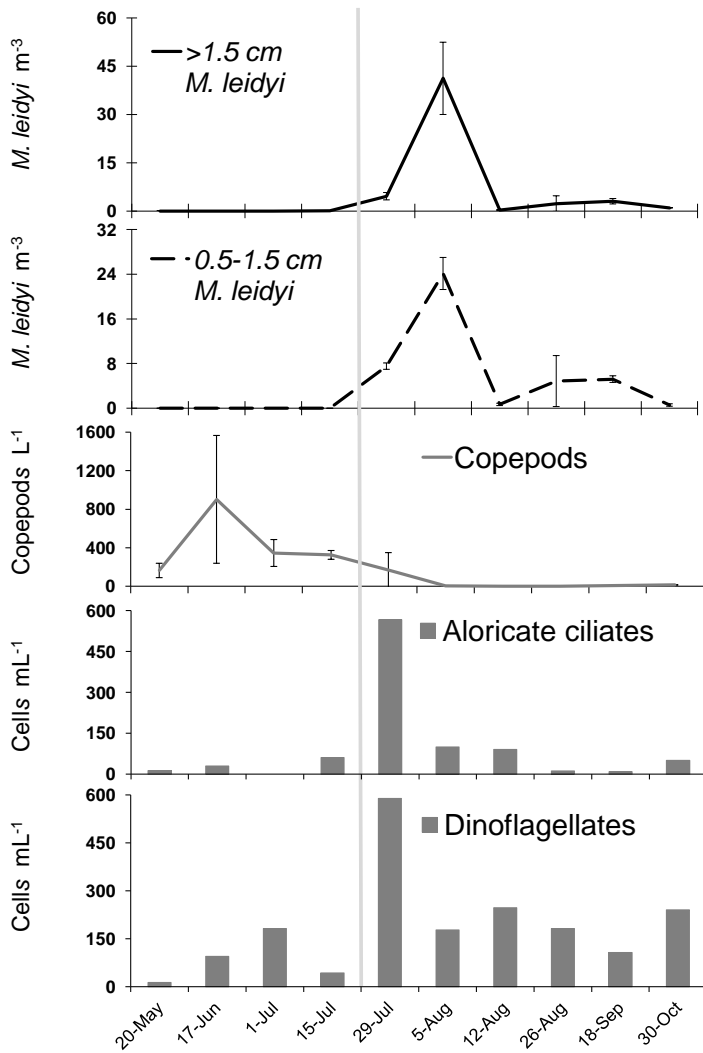 M. leidyi m-3
60
45
30
15
0
>1.5 cm
M. leidyi
M. leidyi m-3
32
24
16
8
0
0.5-1.5 cm
M. leidyi
Copepods L-1
1600
1200
800
400
0
Copepods
Cells mL-1
600
450
300
150
0
Aloricate ciliates
Cells mL-1
600
450
300
150
0
Dinoflagellates
20-May
17-Jun
1-Jul
15-Jul
29-Jul
5-Aug
12-Aug
26-Aug
18-Sep
30-Oct